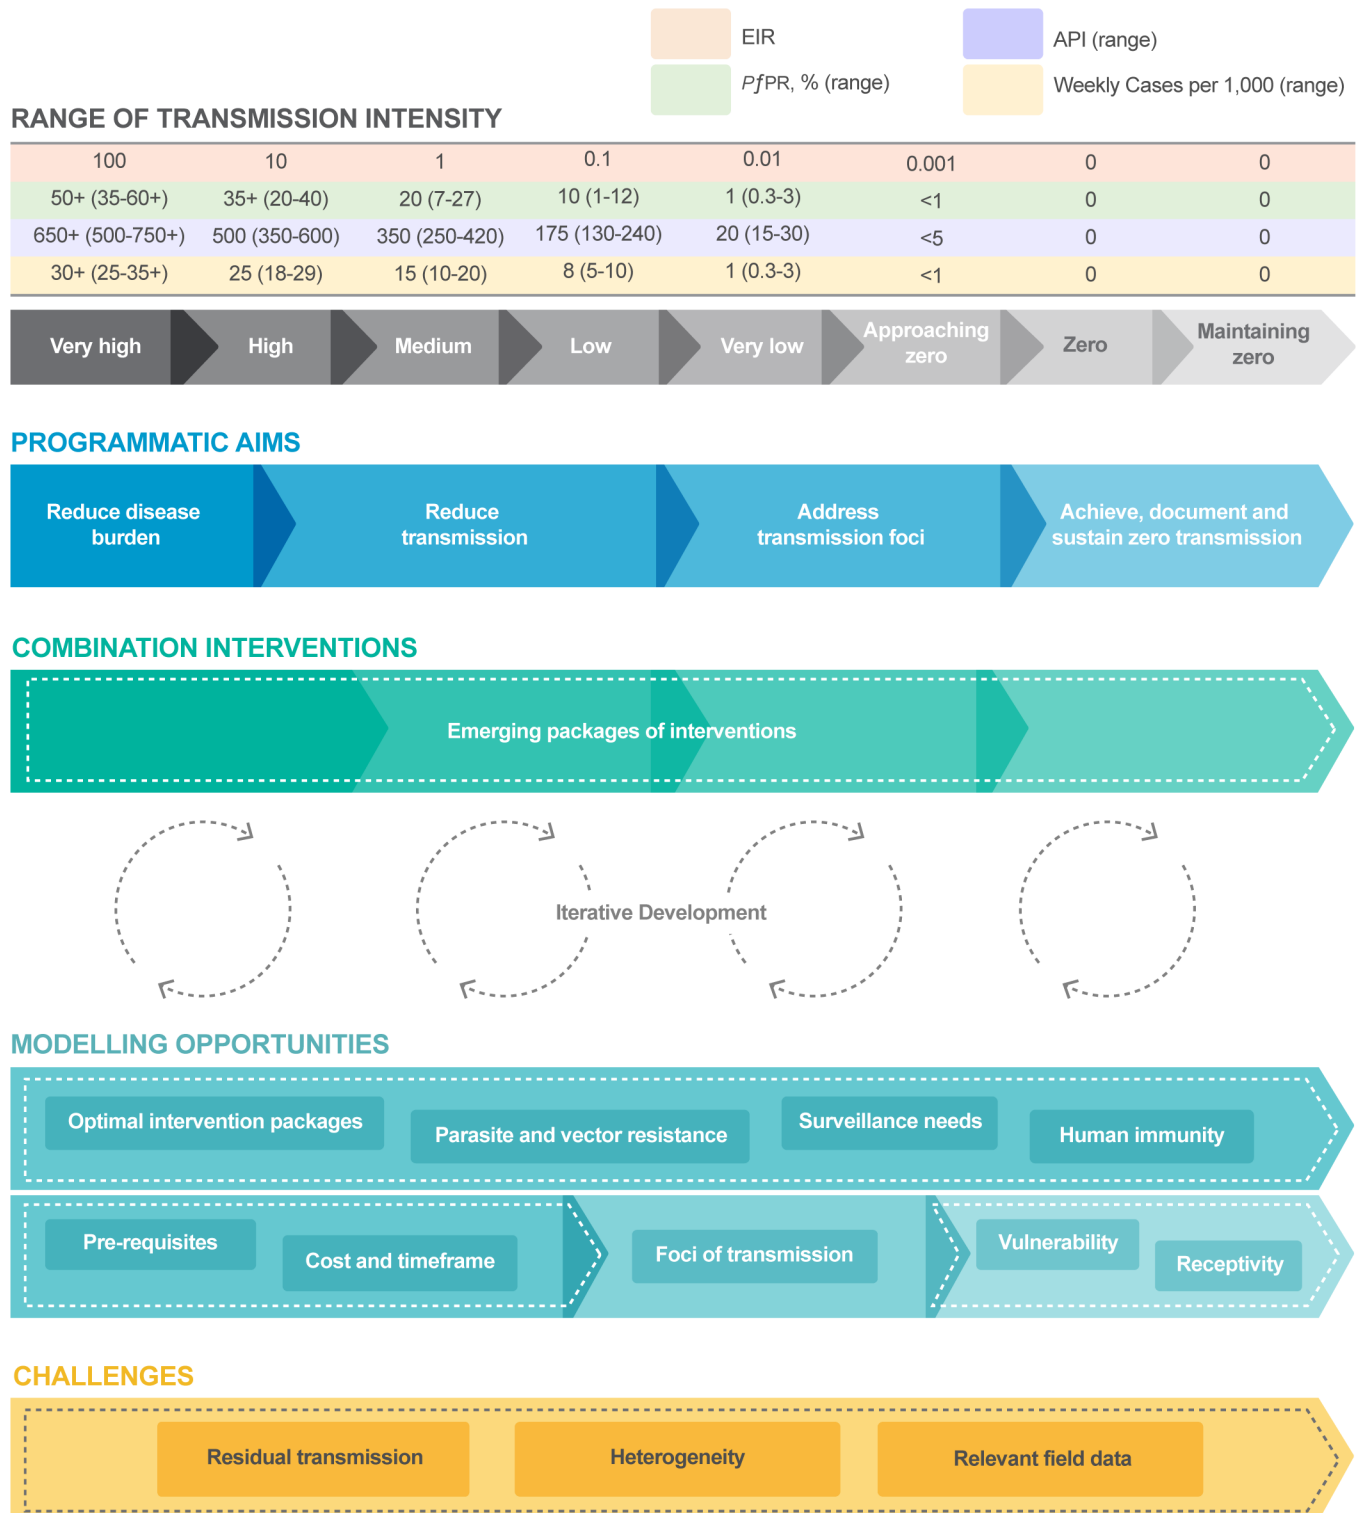 EIR
API (range)
PƒPR, % (range)
Weekly Cases per 1,000 (range)
RANGE OF TRANSMISSION INTENSITY
100 10 1 0.1 0.01 0.001 0 0
50+ (35-60+) 35+ (20-40) 20 (7-27) 10 (1-12) 1 (0.3-3) <1 0 0
650+ (500-750+) 500 (350-600) 350 (250-420) 175 (130-240) 20 (15-30) <5 0 0
30+ (25-35+) 25 (18-29) 15 (10-20) 8 (5-10) 1 (0.3-3) <1 0 0
Very high
High
Medium
Low
Very low
Approaching
zero
Zero
Maintaining
zero
PROGRAMMATIC AIMS
Reduce disease
burden
Reduce
transmission
Address
transmission foci
Achieve, document and
sustain zero transmission
COMBINATION INTERVENTIONS
Emerging packages of interventions
Iterative Development
MODELLING OPPORTUNITIES
Optimal intervention packages
Parasite and vector resistance
Surveillance needs
Human immunity
Pre-requisites
Cost and timeframe
Foci of transmission
Vulnerability
Receptivity
CHALLENGES
Residual transmission
Heterogeneity
Relevant field data